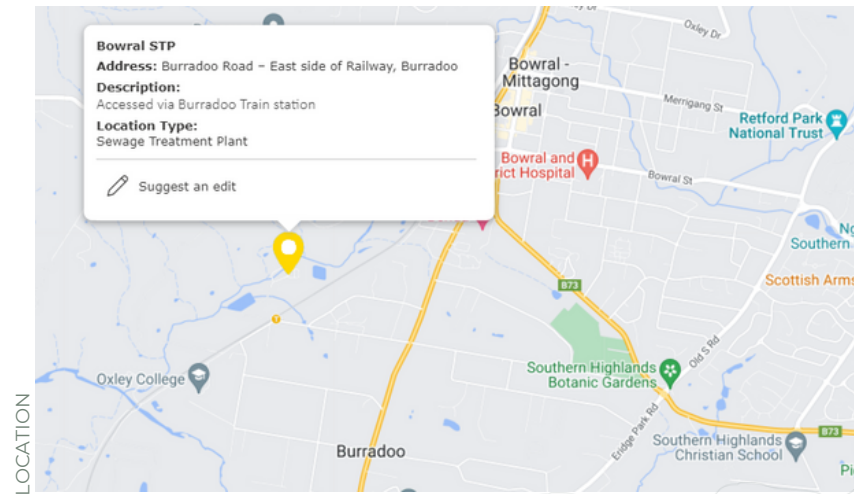 Bowral STP
Address: Burradoo Road – East side of Railway, Burradoo
Description:
Accessed via Burradoo Train station
Location Type:
Sewage Treatment Plant
Suggest an edit
Oxley Dr
Bowral -
Mittagong
Bowral
Merrigang St
Retford Park
National Trust
Bowral and
rict Hospital
H
Bowral St
Ng
Southern
Scottish Arms
B73
Old S Rd
Southern Highlands
Botanic Gardens
Oxley College
Eridge Park Rd
B73
Burradoo
Southern Highlands
Christian School
Pi
LOCATION